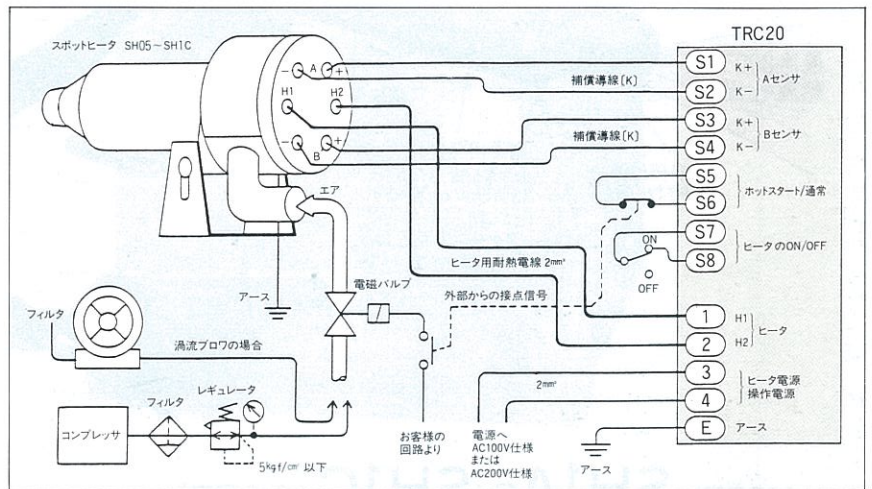 TRC20
スポットヒータ SH05～SH1C
- A +
H1 H2
- B +
補償導線〔K〕
補償導線〔K〕
S1 K+
S2 K-
Aセンサ
S3 K+
S4 K-
Bセンサ
S5
S6
ホットスタート/通常
S7
S8
ヒータのON/OFF
ON
OFF
エア
アース
ヒータ用耐熱電線 2mm²
電磁バルブ
外部からの接点信号
1 H1
2 H2
ヒータ
3
4
ヒータ電源
操作電源
E アース
2mm²
フィルタ
渦流ブロワの場合
レギュレータ
フィルタ
コンプレッサ
5kgf/cm² 以下
お客様の
回路より
電源へ
AC100V仕様
または
AC200V仕様
アース